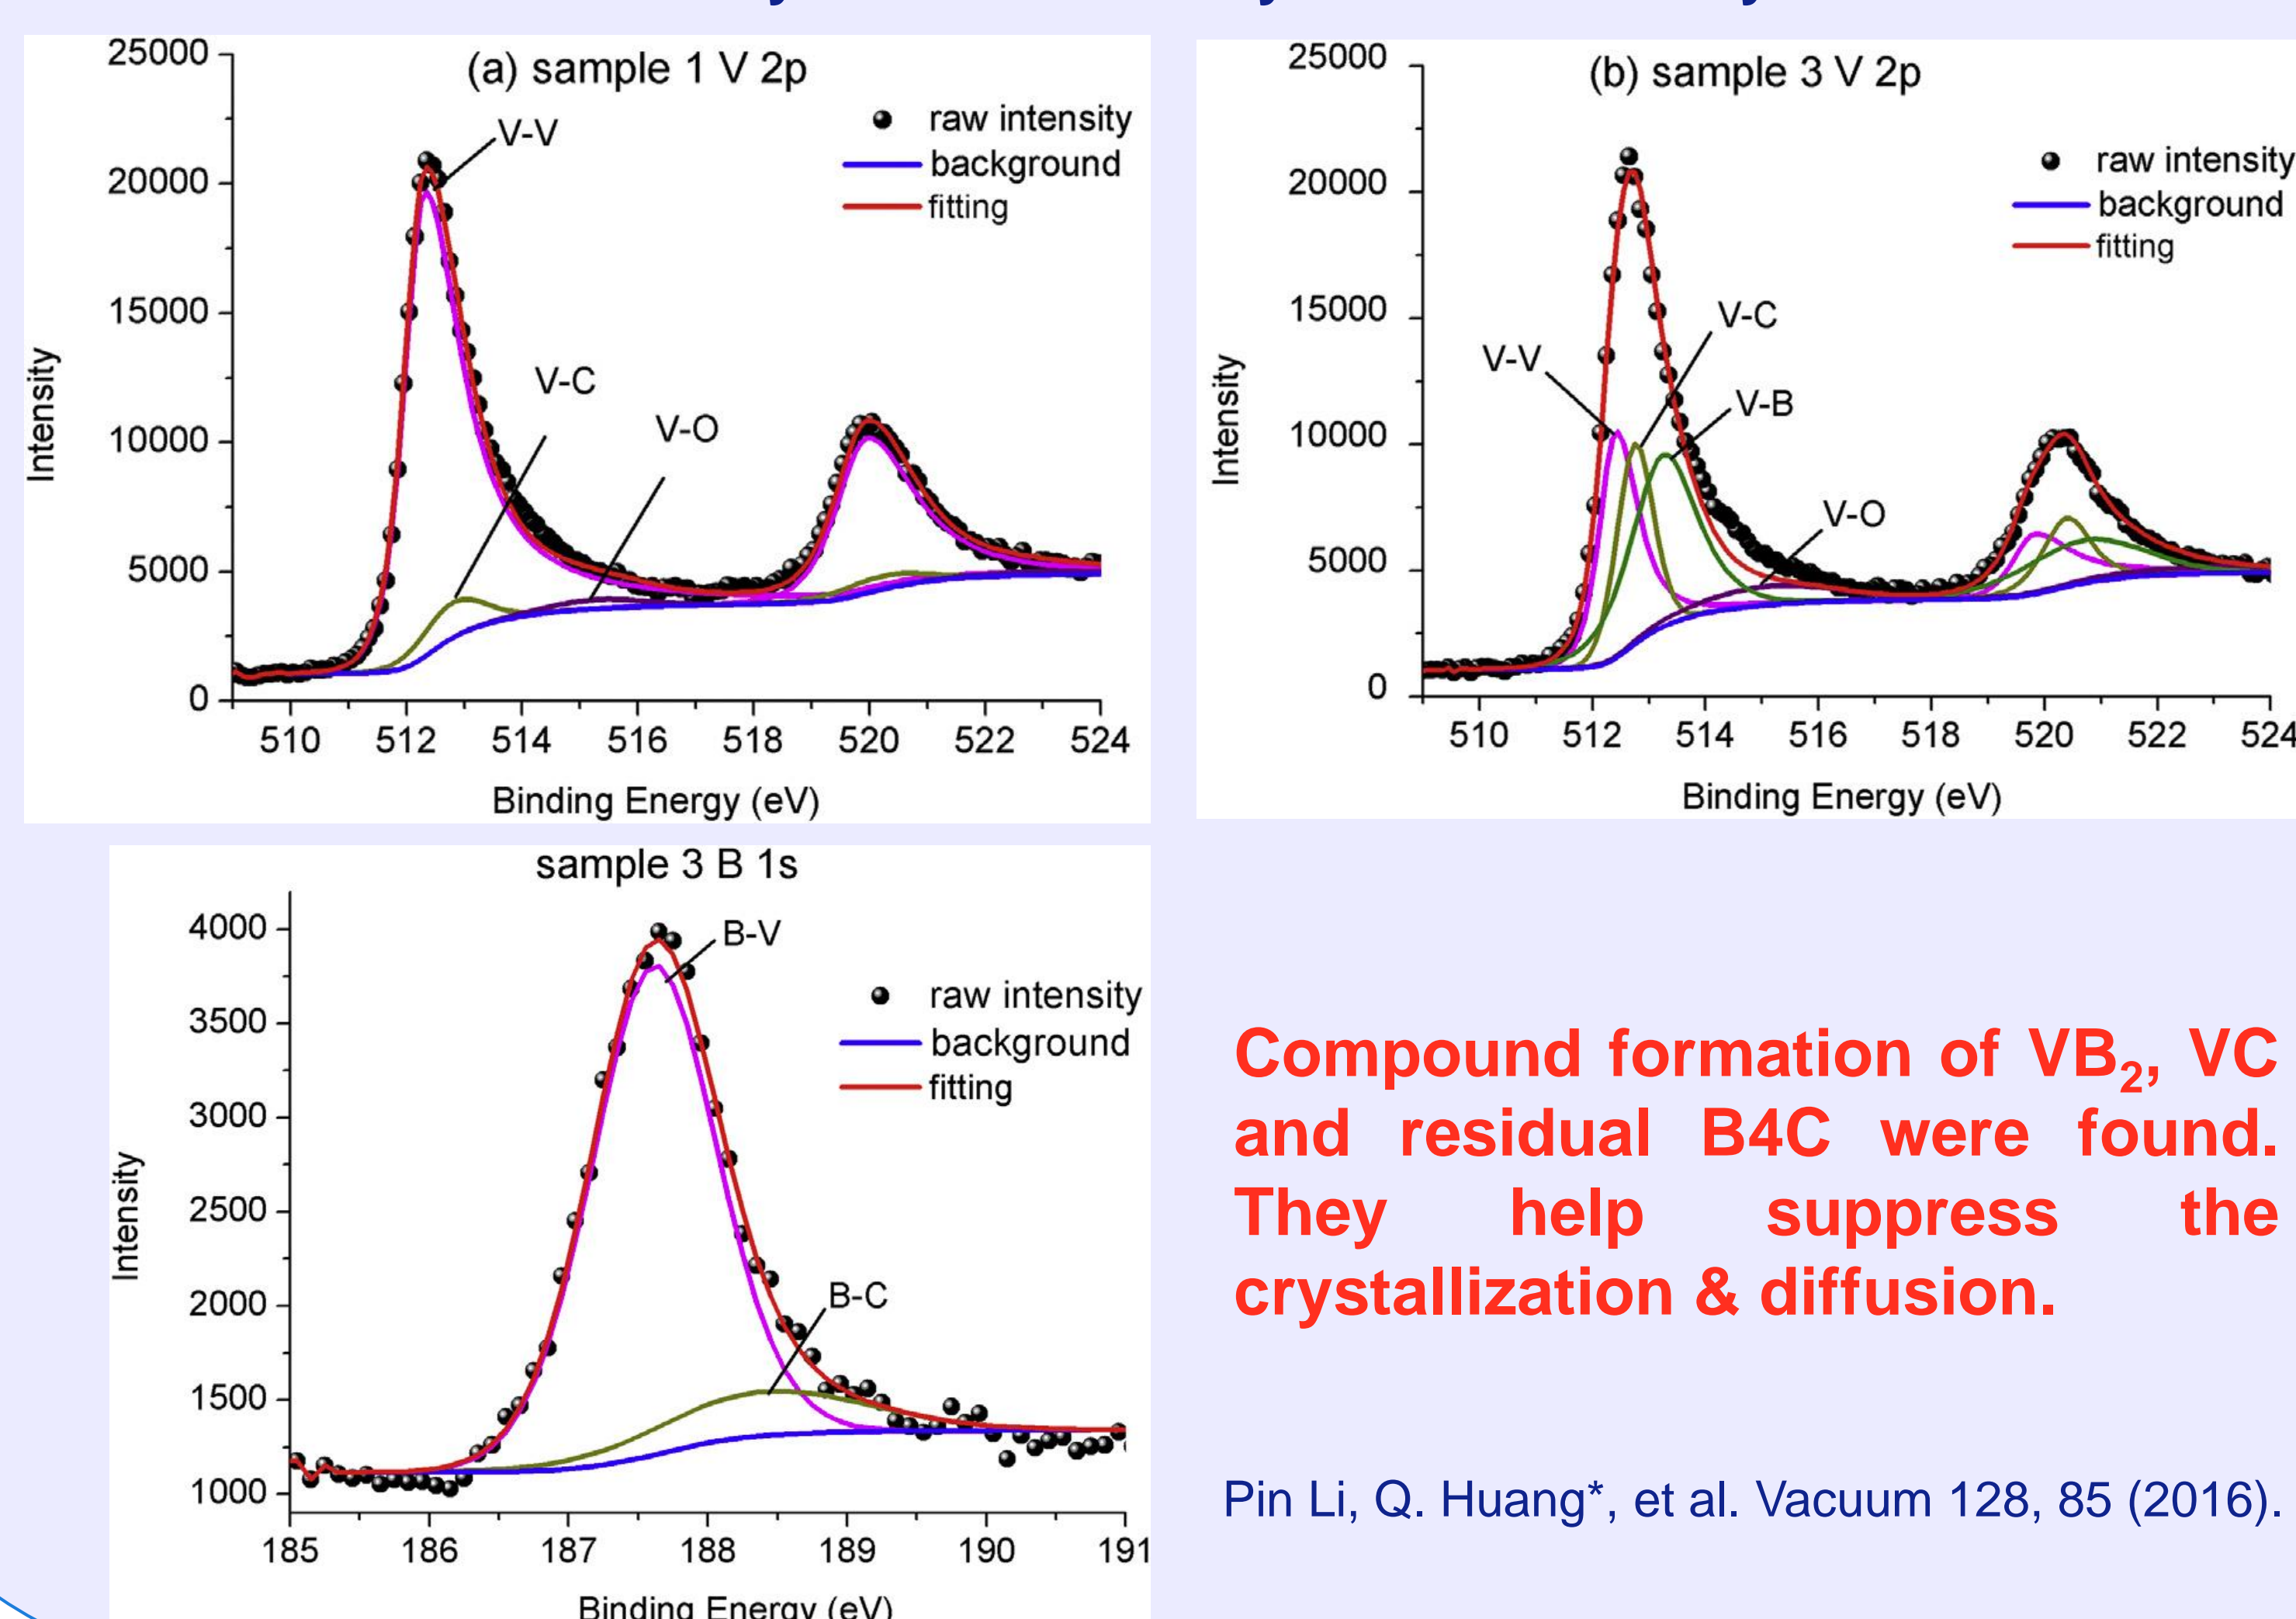 (a) sample 1 V 2p
raw intensity
background
fitting
V-V
V-C
V-O
25000
20000
15000
10000
5000
0
Intensity
510 512 514 516 518 520 522 524
Binding Energy (eV)
(b) sample 3 V 2p
raw intensity
background
fitting
V-V
V-C
V-B
V-O
25000
20000
15000
10000
5000
0
Intensity
510 512 514 516 518 520 522 524
Binding Energy (eV)
sample 3 B 1s
raw intensity
background
fitting
B-V
B-C
4000
3500
3000
2500
2000
1500
1000
Intensity
185 186 187 188 189 190 191
Binding Energy (eV)
Compound formation of VB₂, VC
and residual B4C were found.
They help suppress the
crystallization & diffusion.
Pin Li, Q. Huang*, et al. Vacuum 128, 85 (2016).